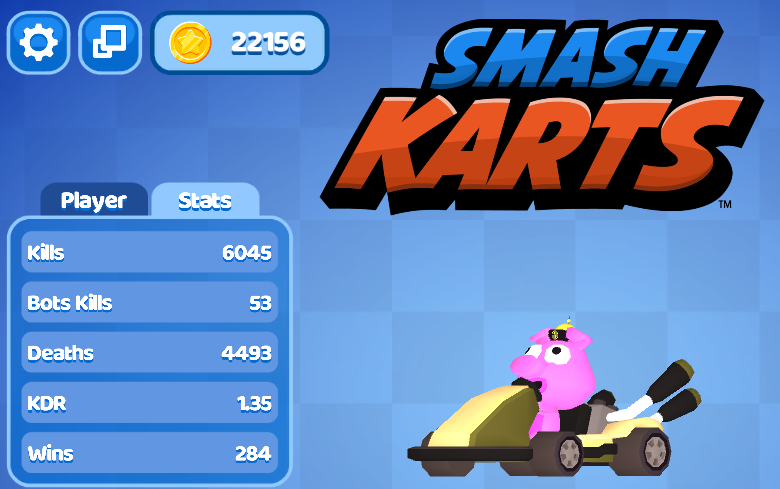 22156
SMASH
KARTS
TM
Player Stats
Kills 6045
Bots Kills 53
Deaths 4493
KDR 1.35
Wins 284